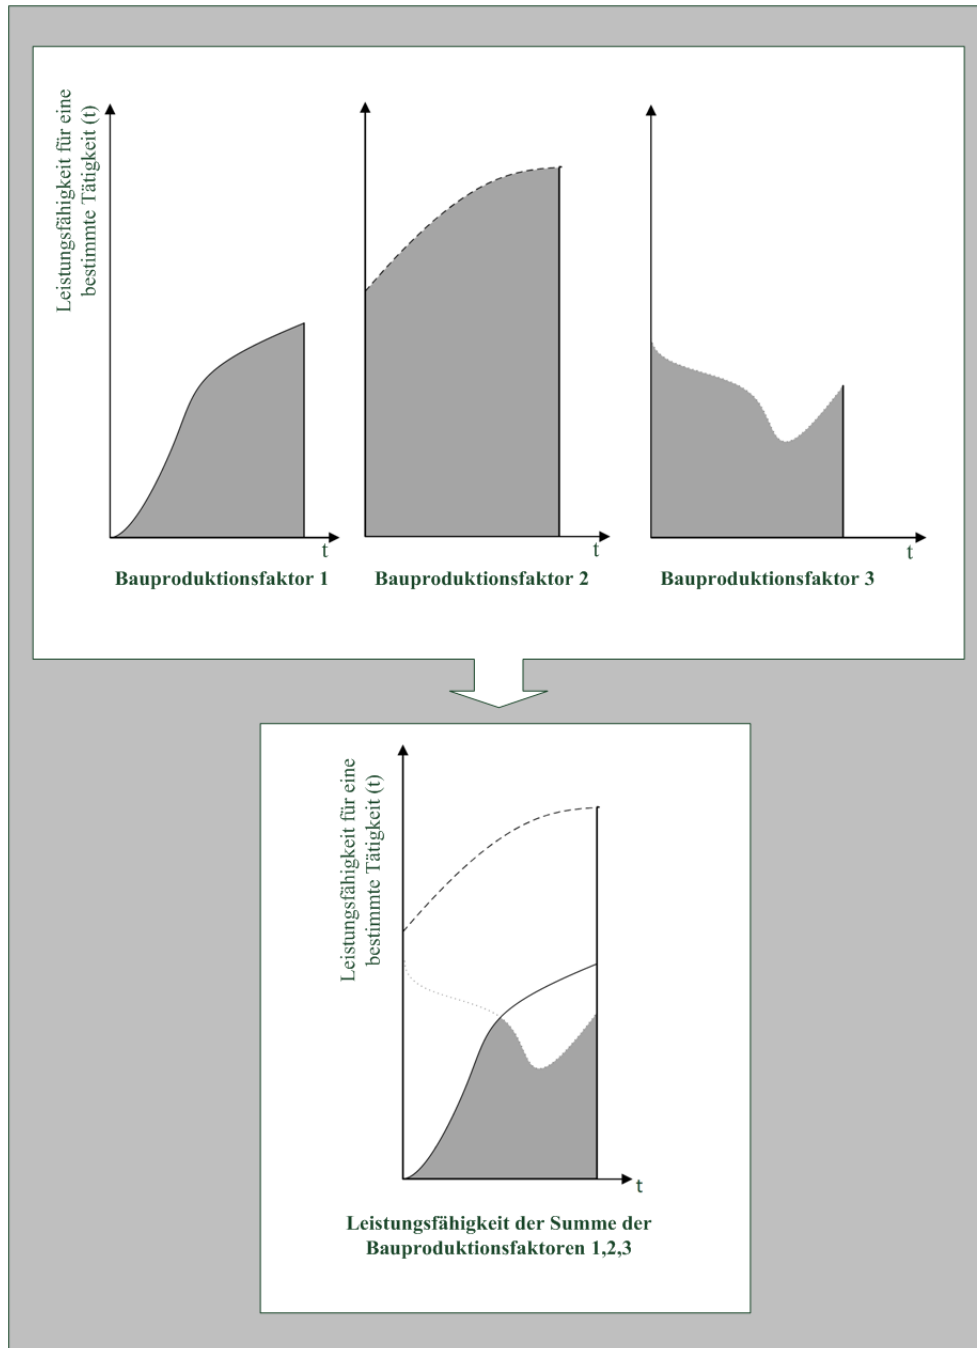 Leistungsfähigkeit für eine
bestimmte Tätigkeit (t)
t
t
t
Bauproduktionsfaktor 1
Bauproduktionsfaktor 2
Bauproduktionsfaktor 3
Leistungsfähigkeit für eine
bestimmte Tätigkeit (t)
t
Leistungsfähigkeit der Summe der
Bauproduktionsfaktoren 1,2,3